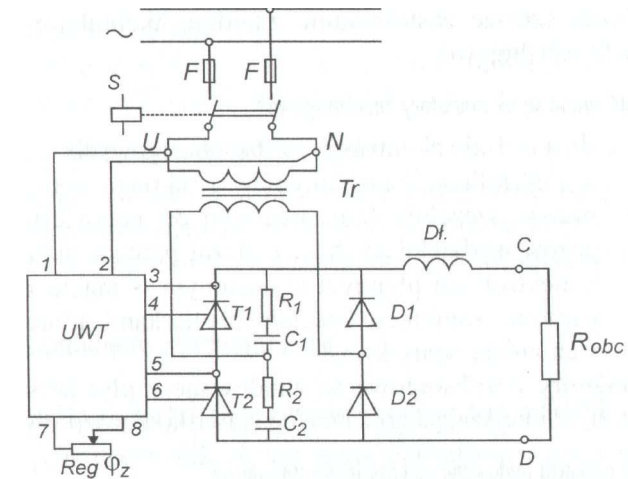 ~
F F
S
U N
Tr
Dł. C
1 2
3
4
UWT
5
6
7 8
T1 R1 D1
C1
Robc
T2 R2 D2
C2
D
Reg φz